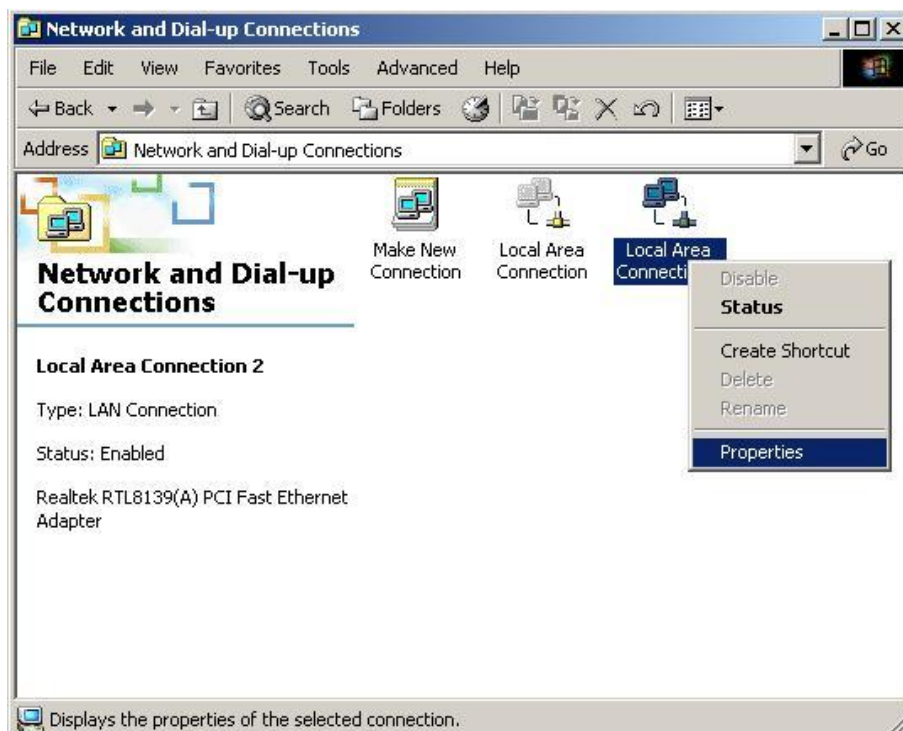 Network and Dial-up Connections
File Edit View Favorites Tools Advanced Help
Back Search Folders
Address Network and Dial-up Connections Go
Make New
Connection
Local Area
Connection
Local Area
Network and Dial-up
Connections
Local Area Connection 2
Type: LAN Connection
Status: Enabled
Realtek RTL8139(A) PCI Fast Ethernet
Adapter
Disable
Status
Create Shortcut
Delete
Rename
Properties
Displays the properties of the selected connection.